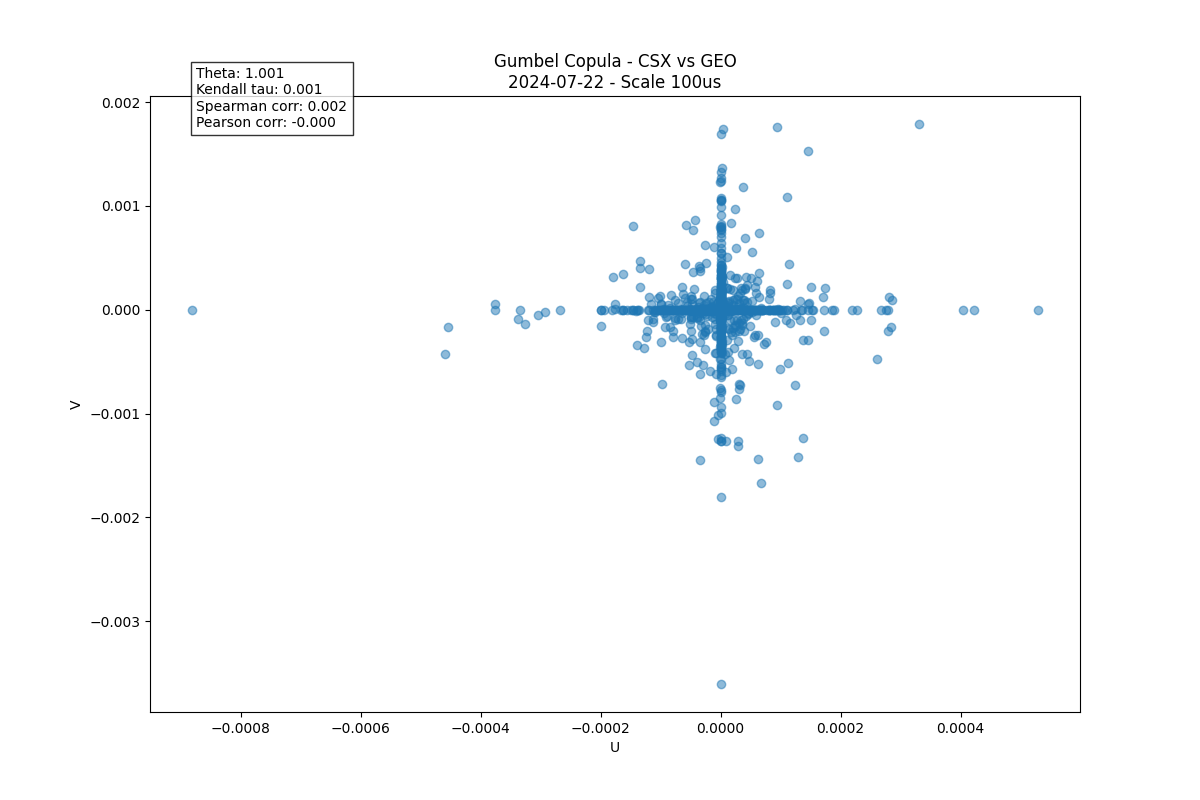 Gumbel Copula - CSX vs GEO
2024-07-22 - Scale 100us
Theta: 1.001
Kendall tau: 0.001
Spearman corr: 0.002
Pearson corr: -0.000
0.002
0.001
0.000
−0.001
−0.002
−0.003
V
−0.0008
−0.0006
−0.0004
−0.0002
0.0000
0.0002
0.0004
U